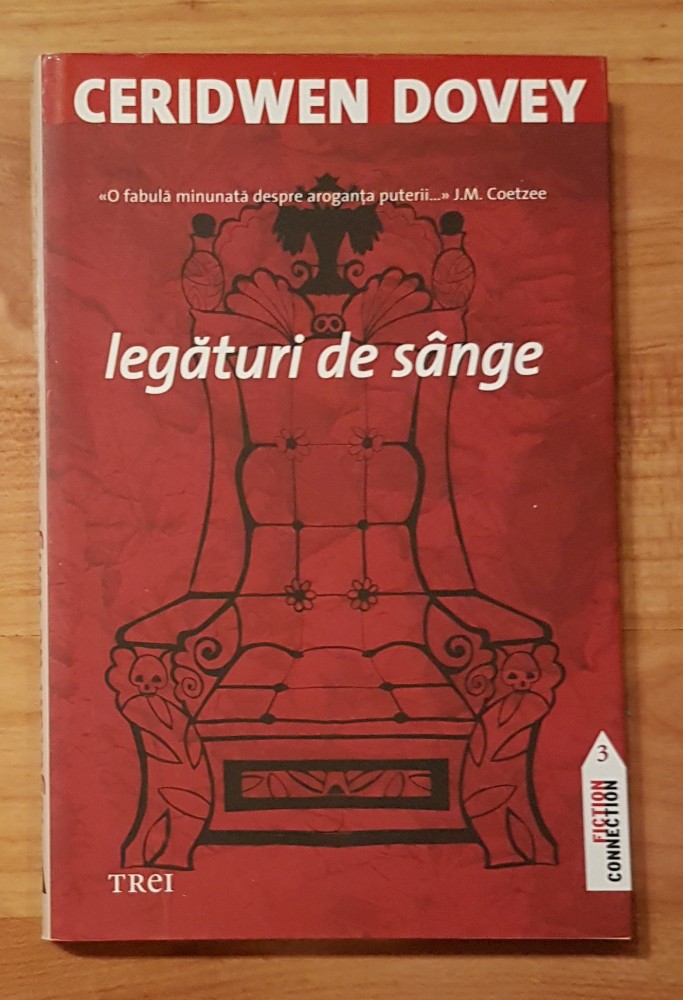 CERIDWEN DOVEY
«O fabulă minunată despre aroganța puterii...» J.M. Coetzee
legături de sânge
3
FICTION
CONNECTION
TREI